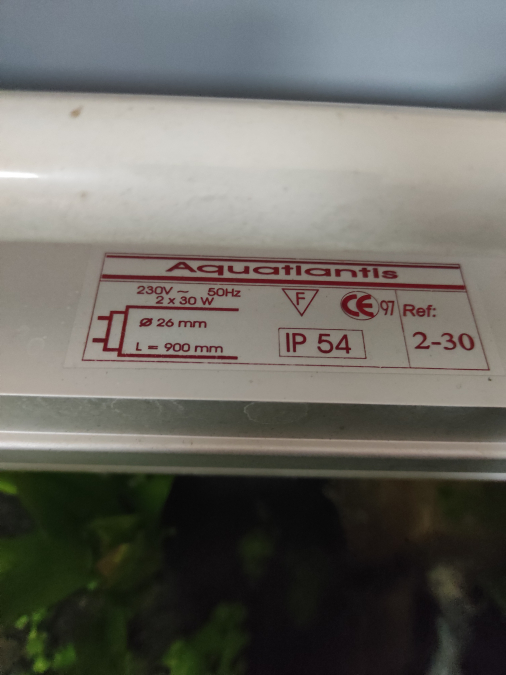 Aquatlantis
230V ~ 50Hz
2 x 30 W
Ø 26 mm
L = 900 mm
F
CE 97
IP 54
Ref:
2-30